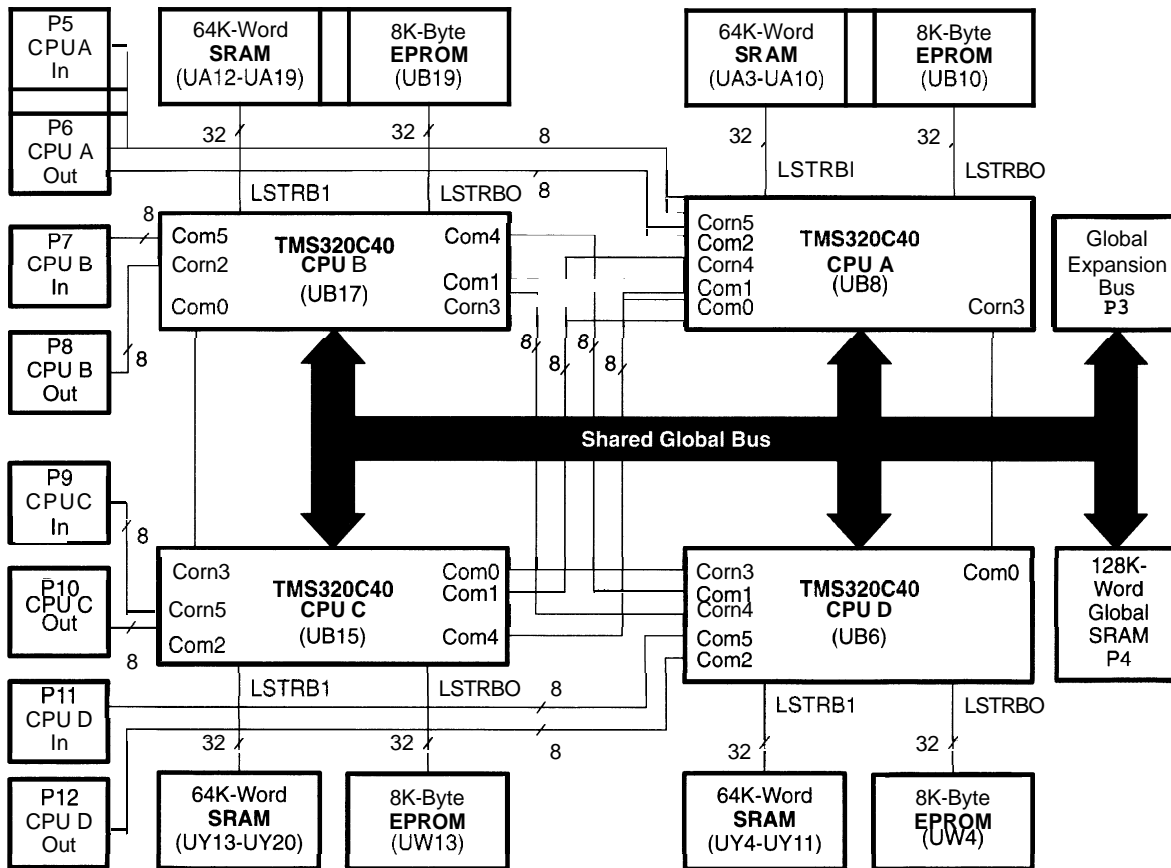 P5
CPUA
In
P6
CPU A
Out
64K-Word
SRAM
(UA12-UA19)
8K-Byte
EPROM
(UB19)
64K-Word
SRAM
(UA3-UA10)
8K-Byte
EPROM
(UB10)
32
32
8
32
32
LSTRB1
LSTRBO
8
LSTRBI
LSTRBO
P7
CPU B
In
8
Com5
Corn2
Com0
TMS320C40
CPU B
(UB17)
Com4
Com1
Corn3
Corn5
Com2
Corn4
Com1
Com0
TMS320C40
CPU A
(UB8)
Corn3
Global
Expansion
Bus
P3
P8
CPU B
Out
8
8
8
8
8
Shared Global Bus
P9
CPUC
In
8
P10
CPU C
Out
8
Corn3
Corn5
Com2
TMS320C40
CPU C
(UB15)
Com0
Com1
Com4
Corn3
Com1
Corn4
Com5
Com2
TMS320C40
CPU D
(UB6)
Com0
128K-
Word
Global
SRAM
P4
P11
CPU D
In
LSTRB1
LSTRBO
8
8
LSTRB1
LSTRBO
32
32
32
32
P12
CPU D
Out
64K-Word
SRAM
(UY13-UY20)
8K-Byte
EPROM
(UW13)
64K-Word
SRAM
(UY4-UY11)
8K-Byte
EPROM
(UW4)